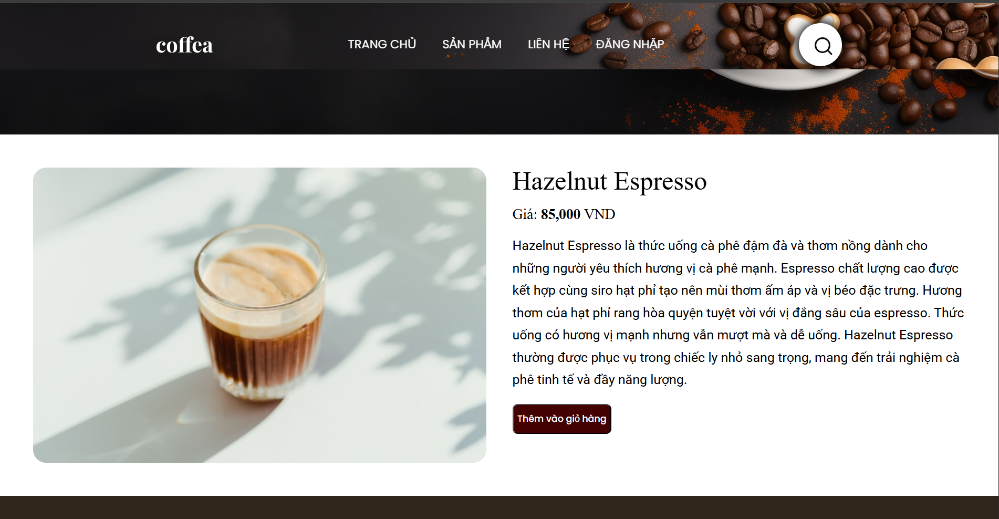 coffea
TRANG CHỦ SẢN PHẨM LIÊN HỆ ĐĂNG NHẬP
Hazelnut Espresso
Giá: 85,000 VND
Hazelnut Espresso là thức uống cà phê đậm đà và thơm nồng dành cho
những người yêu thích hương vị cà phê mạnh. Espresso chất lượng cao được
kết hợp cùng siro hạt phỉ tạo nên mùi thơm ấm áp và vị béo đặc trưng. Hương
thơm của hạt phỉ rang hòa quyện tuyệt vời với vị đắng sâu của espresso. Thức
uống có hương vị mạnh nhưng vẫn mượt mà và dễ uống. Hazelnut Espresso
thường được phục vụ trong chiếc ly nhỏ sang trọng, mang đến trải nghiệm cà
phê tinh tế và đầy năng lượng.
Thêm vào giỏ hàng